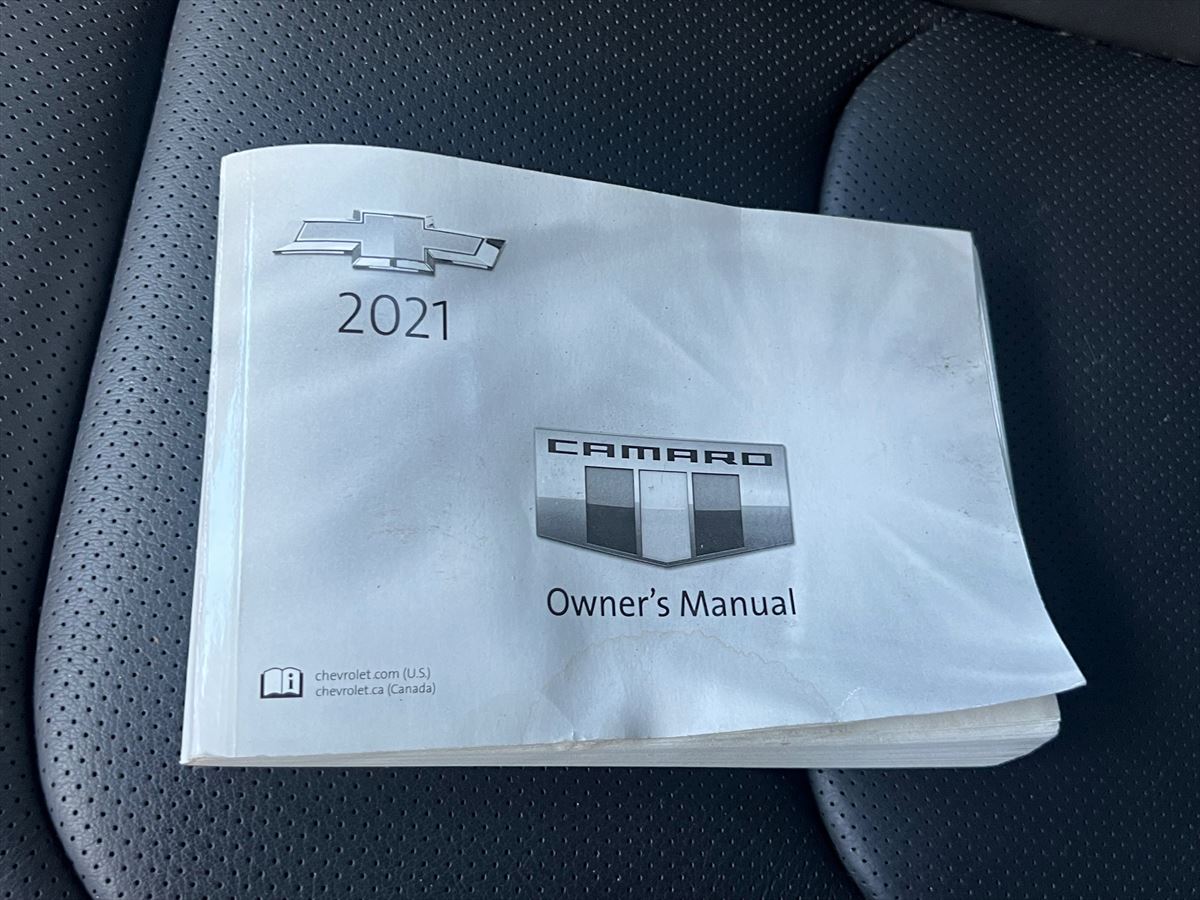 2021
CAMARO
Owner's Manual
chevrolet.com (U.S.)
chevrolet.ca (Canada)